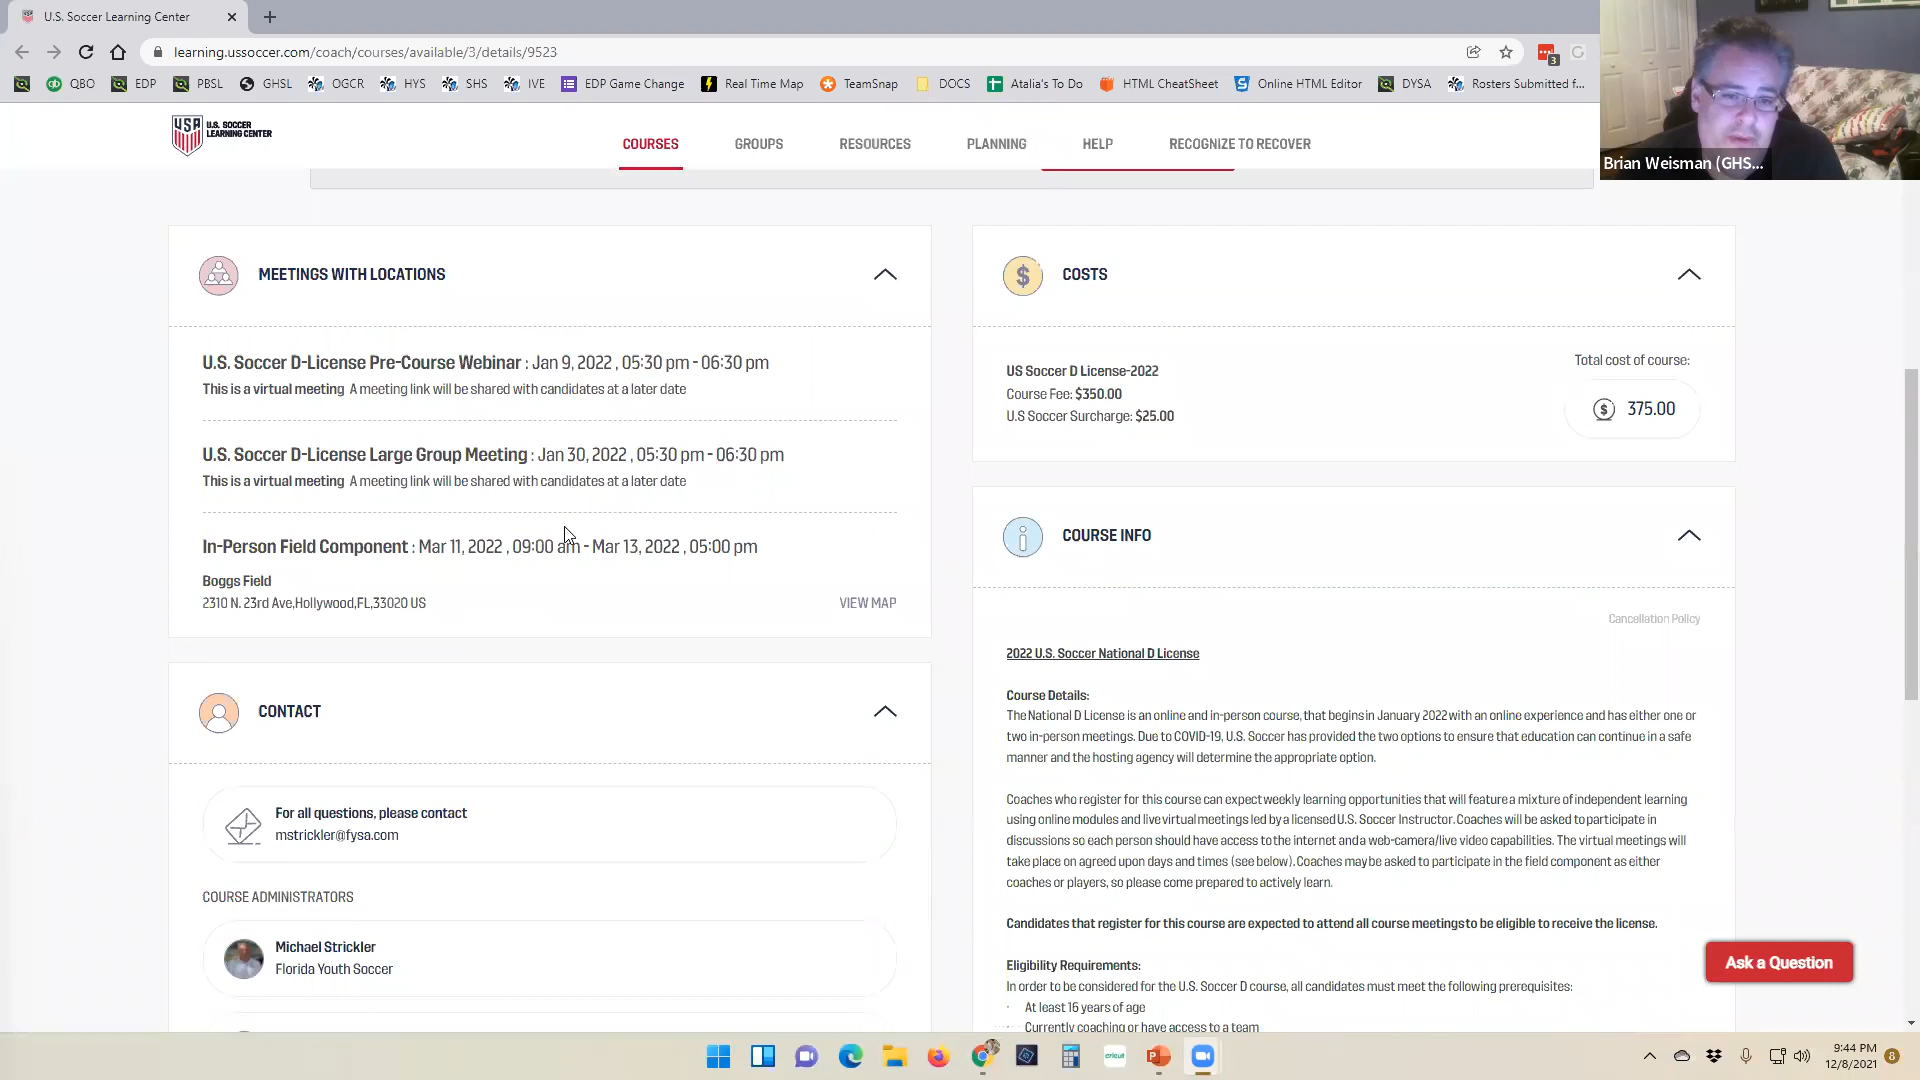 U.S. Soccer Learning Center
learning.ussoccer.com/coach/courses/available/3/details/9523
3
QBO EDP PBSL GHSL OGCR HYS SHS IVE EDP Game Change Real Time Map TeamSnap DOCS Atalia's To Do HTML CheatSheet Online HTML Editor DYSA Rosters Submitted f...
Brian Weisman (GHS...
USA U.S. SOCCER
LEARNING CENTER
COURSES GROUPS RESOURCES PLANNING HELP RECOGNIZE TO RECOVER
MEETINGS WITH LOCATIONS
U.S. Soccer D-License Pre-Course Webinar : Jan 9, 2022 , 05:30 pm - 06:30 pm
This is a virtual meeting A meeting link will be shared with candidates at a later date
U.S. Soccer D-License Large Group Meeting : Jan 30, 2022 , 05:30 pm - 06:30 pm
This is a virtual meeting A meeting link will be shared with candidates at a later date
In-Person Field Component : Mar 11, 2022 , 09:00 am - Mar 13, 2022 , 05:00 pm
Boggs Field
2310 N. 23rd Ave,Hollywood,FL,33020 US
VIEW MAP
CONTACT
For all questions, please contact
mstrickler@fysa.com
COURSE ADMINISTRATORS
Michael Strickler
Florida Youth Soccer
$ COSTS
US Soccer D License-2022
Course Fee: $350.00
U.S Soccer Surcharge: $25.00
Total cost of course:
$ 375.00
COURSE INFO
Cancellation Policy
2022 U.S. Soccer National D License
Course Details:
The National D License is an online and in-person course, that begins in January 2022 with an online experience and has either one or
two in-person meetings. Due to COVID-19, U.S. Soccer has provided the two options to ensure that education can continue in a safe
manner and the hosting agency will determine the appropriate option.
Coaches who register for this course can expect weekly learning opportunities that will feature a mixture of independent learning
using online modules and live virtual meetings led by a licensed U.S. Soccer Instructor. Coaches will be asked to participate in
discussions so each person should have access to the internet and a web-camera/live video capabilities. The virtual meetings will
take place on agreed upon days and times (see below). Coaches may be asked to participate in the field component as either
coaches or players, so please come prepared to actively learn.
Candidates that register for this course are expected to attend all course meetings to be eligible to receive the license.
Eligibility Requirements:
In order to be considered for the U.S. Soccer D course, all candidates must meet the following prerequisites:
· At least 16 years of age
· Currently coaching or have access to a team
Ask a Question
cricut
9:44 PM
12/8/2021
8